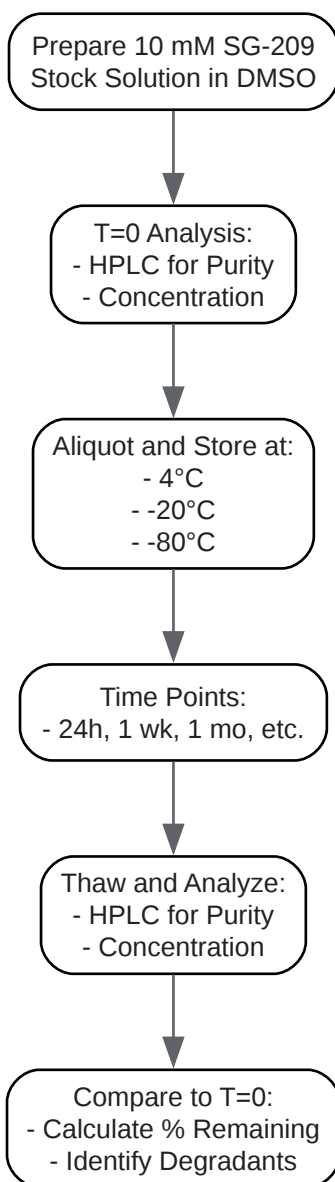 Prepare 10 mM SG-209
Stock Solution in DMSO
T=0 Analysis:
- HPLC for Purity
- Concentration
Aliquot and Store at:
- 4°C
- -20°C
- -80°C
Time Points:
- 24h, 1 wk, 1 mo, etc.
Thaw and Analyze:
- HPLC for Purity
- Concentration
Compare to T=0:
- Calculate % Remaining
- Identify Degradants